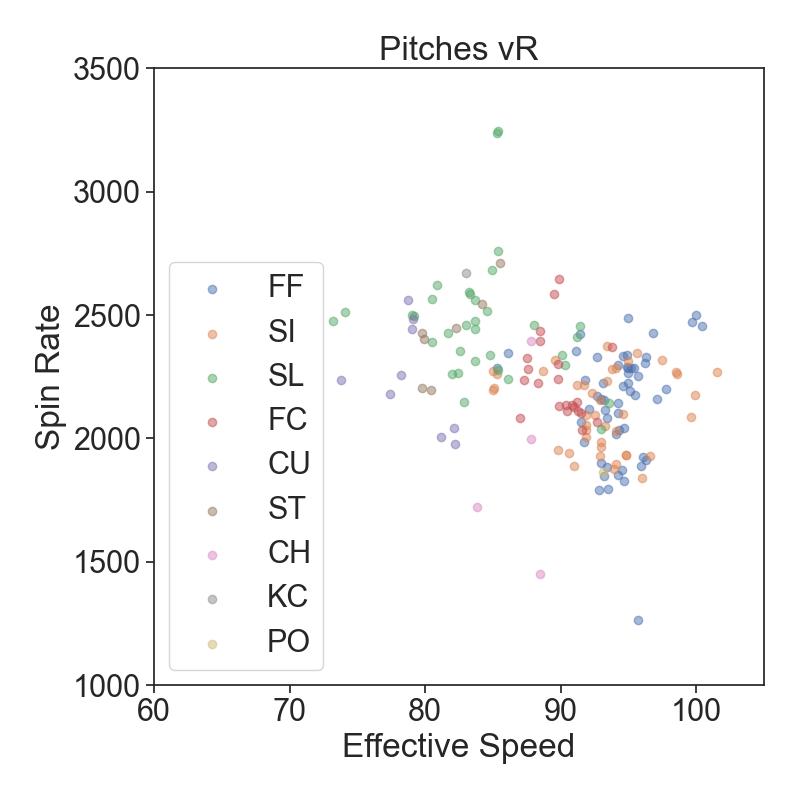 Pitches vR
3500
3000
2500
2000
1500
1000
Spin Rate
FF
SI
SL
FC
CU
ST
CH
KC
PO
60 70 80 90 100
Effective Speed